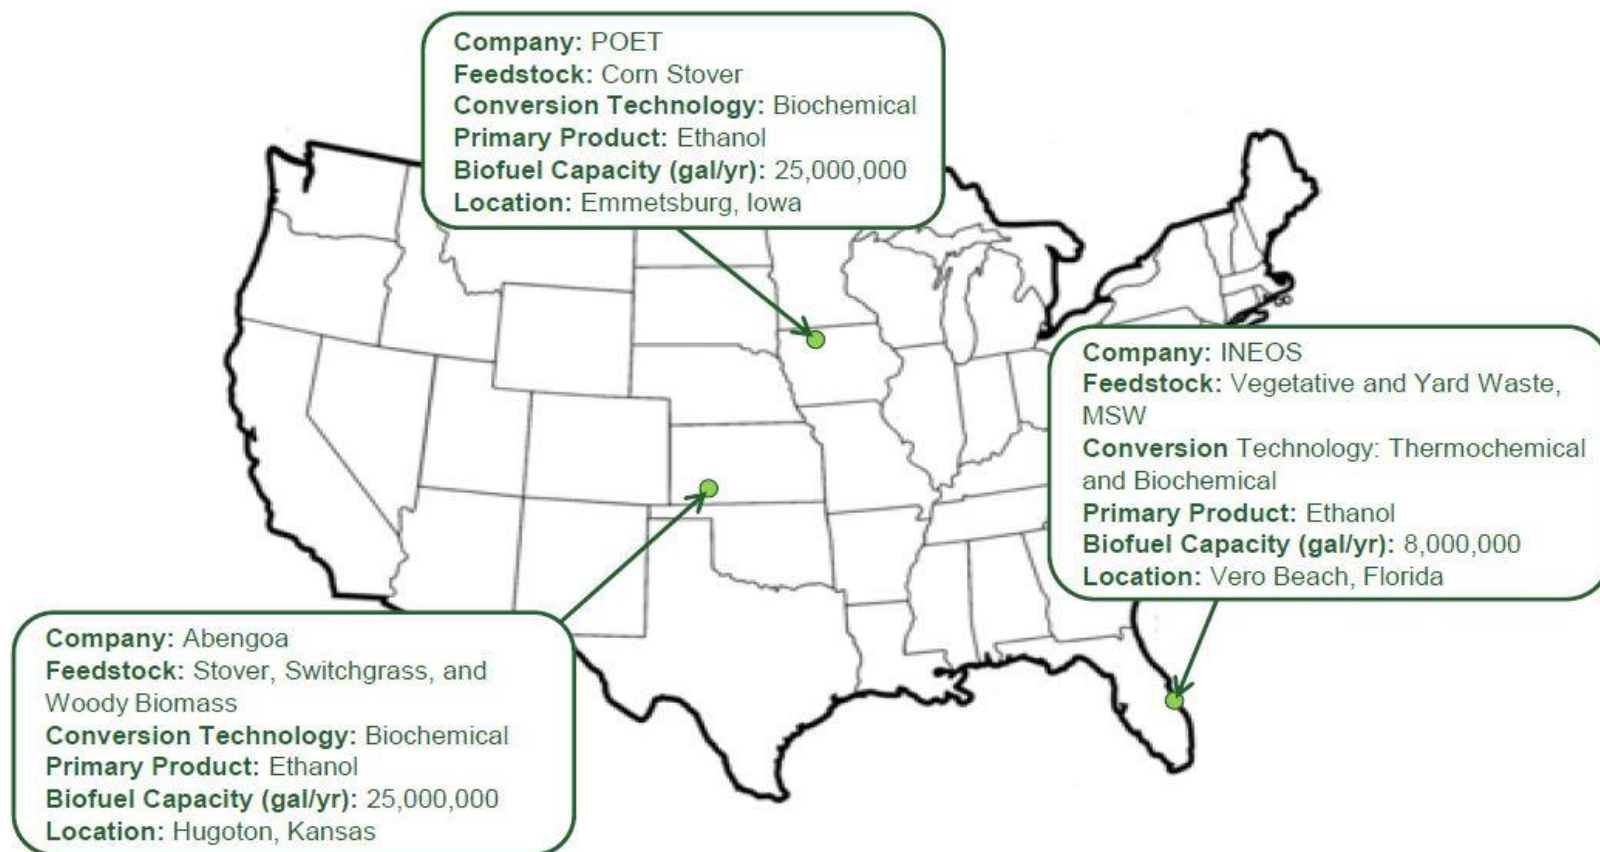 Company: POET
Feedstock: Corn Stover
Conversion Technology: Biochemical
Primary Product: Ethanol
Biofuel Capacity (gal/yr): 25,000,000
Location: Emmetsburg, Iowa
Company: INEOS
Feedstock: Vegetative and Yard Waste,
MSW
Conversion Technology: Thermochemical
and Biochemical
Primary Product: Ethanol
Biofuel Capacity (gal/yr): 8,000,000
Location: Vero Beach, Florida
Company: Abengoa
Feedstock: Stover, Switchgrass, and
Woody Biomass
Conversion Technology: Biochemical
Primary Product: Ethanol
Biofuel Capacity (gal/yr): 25,000,000
Location: Hugoton, Kansas